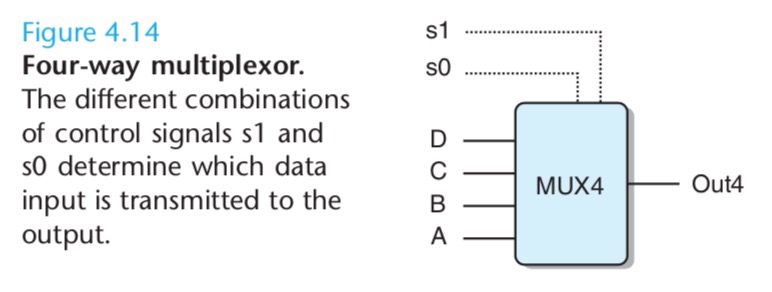 Figure 4.14
Four-way multiplexor.
The different combinations
of control signals s1 and
s0 determine which data
input is transmitted to the
output.
s1
s0
D
C
B
A
MUX4
Out4